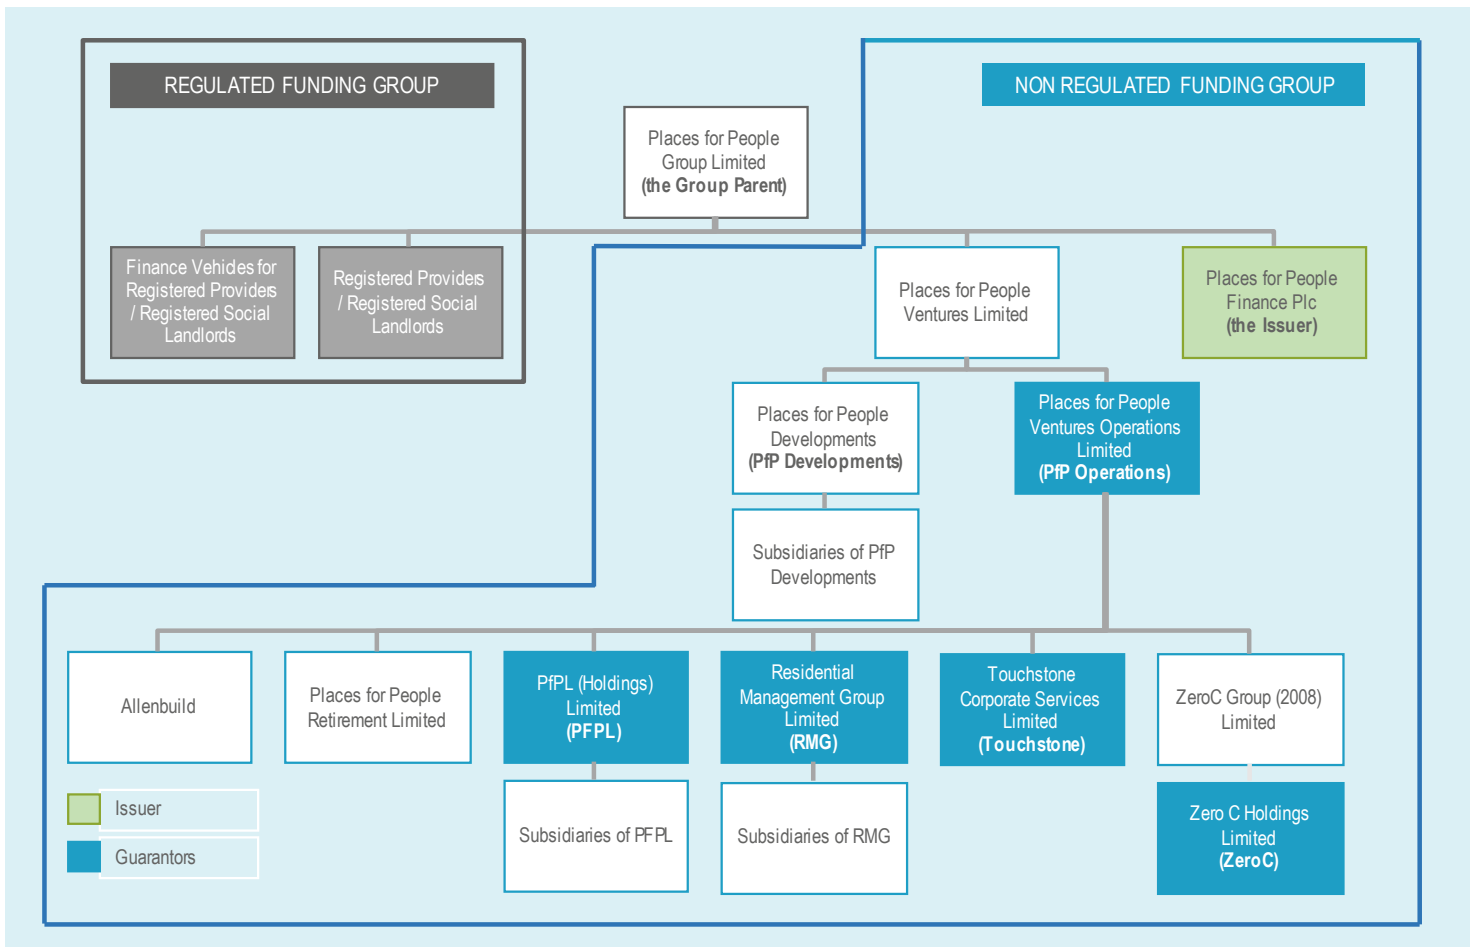 REGULATED FUNDING GROUP
NON REGULATED FUNDING GROUP
Places for People
Group Limited
(the Group Parent)
Finance Vehicles for
Registered Providers
/ Registered Social
Landlords
Registered Providers
/ Registered Social
Landlords
Places for People
Ventures Limited
Places for People
Finance Plc
(the Issuer)
Places for People
Developments
(PfP Developments)
Places for People
Ventures Operations
Limited
(PfP Operations)
Subsidiaries of PfP
Developments
Allenbuild
Places for People
Retirement Limited
PfPL (Holdings)
Limited
(PFPL)
Residential
Management Group
Limited
(RMG)
Touchstone
Corporate Services
Limited
(Touchstone)
ZeroC Group (2008)
Limited
Subsidiaries of PFPL
Subsidiaries of RMG
Zero C Holdings
Limited
(ZeroC)
Issuer
Guarantors